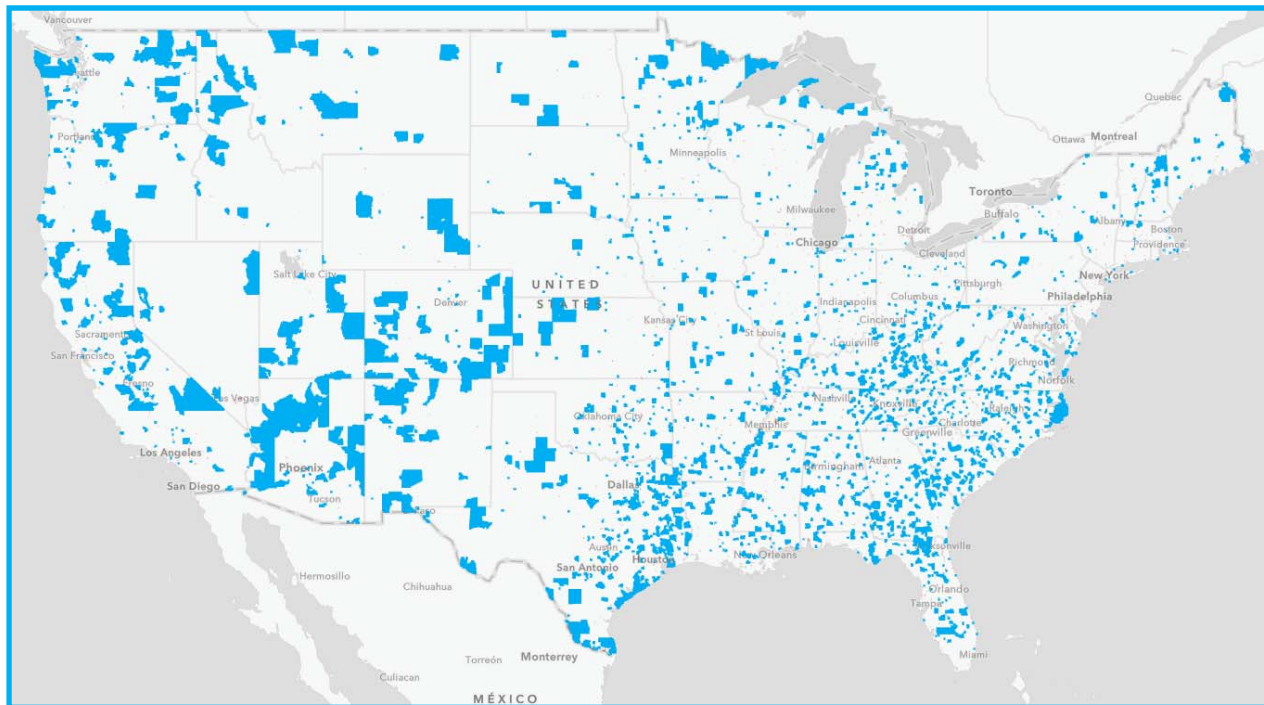 Vancouver
Seattle
Portland
Quebec
Ottawa
Montreal
Minneapolis
Toronto
Milwaukee
Buffalo
Albany
Detroit
Boston
Chicago
Cleveland
Providence
Salt Lake City
UNITED
STATES
Denver
New York
Pittsburgh
Philadelphia
Indianapolis
Columbus
Sacramento
Kansas City
Cincinnati
Washington
San Francisco
St Louis
Louisville
Richmond
Fresno
Norfolk
Las Vegas
Nashville
Knoxville
Raleigh
Oklahoma City
Memphis
Charlotte
Greenville
Los Angeles
Phoenix
Birmingham
Atlanta
San Diego
Tucson
Dallas
El Paso
Austin
Jacksonville
Houston
New Orleans
San Antonio
Hermosillo
Chihuahua
Orlando
Tampa
Torreón
Monterrey
Miami
Culiacan
MÉXICO